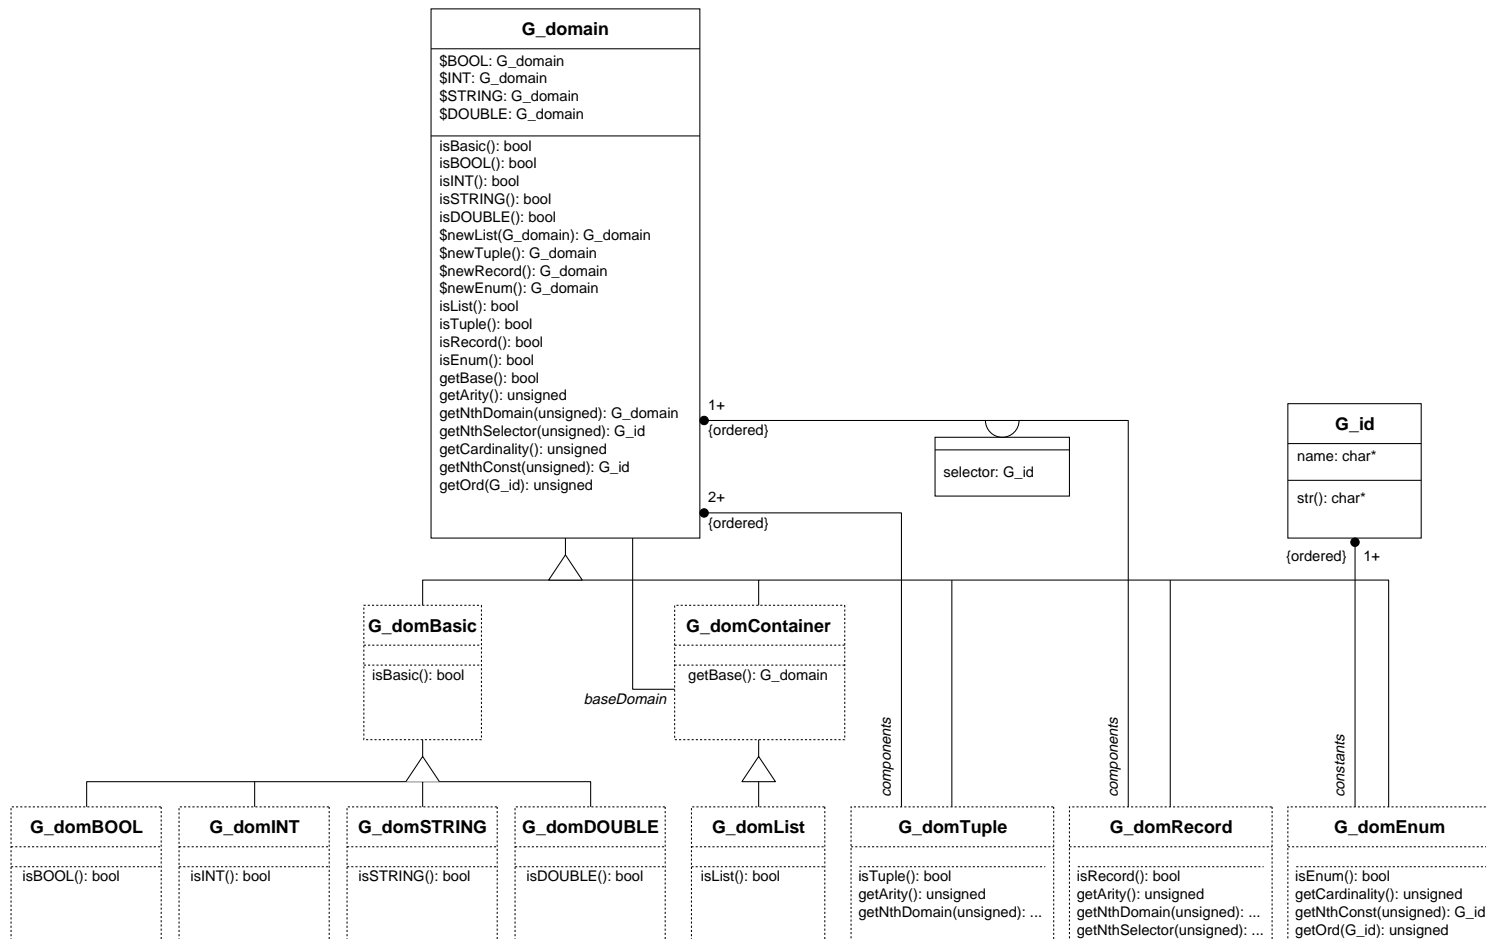 G_domain
$BOOL: G_domain
$INT: G_domain
$STRING: G_domain
$DOUBLE: G_domain
isBasic(): bool
isBOOL(): bool
isINT(): bool
isSTRING(): bool
isDOUBLE(): bool
$newList(G_domain): G_domain
$newTuple(): G_domain
$newRecord(): G_domain
$newEnum(): G_domain
isList(): bool
isTuple(): bool
isRecord(): bool
isEnum(): bool
getBase(): bool
getArity(): unsigned
getNthDomain(unsigned): G_domain
getNthSelector(unsigned): G_id
getCardinality(): unsigned
getNthConst(unsigned): G_id
getOrd(G_id): unsigned
1+
{ordered}
2+
{ordered}
selector: G_id
G_id
name: char*
str(): char*
{ordered} 1+
G_domBasic
isBasic(): bool
G_domContainer
getBase(): G_domain
baseDomain
components
components
constants
G_domBOOL
isBOOL(): bool
G_domINT
isINT(): bool
G_domSTRING
isSTRING(): bool
G_domDOUBLE
isDOUBLE(): bool
G_domList
isList(): bool
G_domTuple
isTuple(): bool
getArity(): unsigned
getNthDomain(unsigned): ...
G_domRecord
isRecord(): bool
getArity(): unsigned
getNthDomain(unsigned): ...
getNthSelector(unsigned): ...
G_domEnum
isEnum(): bool
getCardinality(): unsigned
getNthConst(unsigned): G_id
getOrd(G_id): unsigned